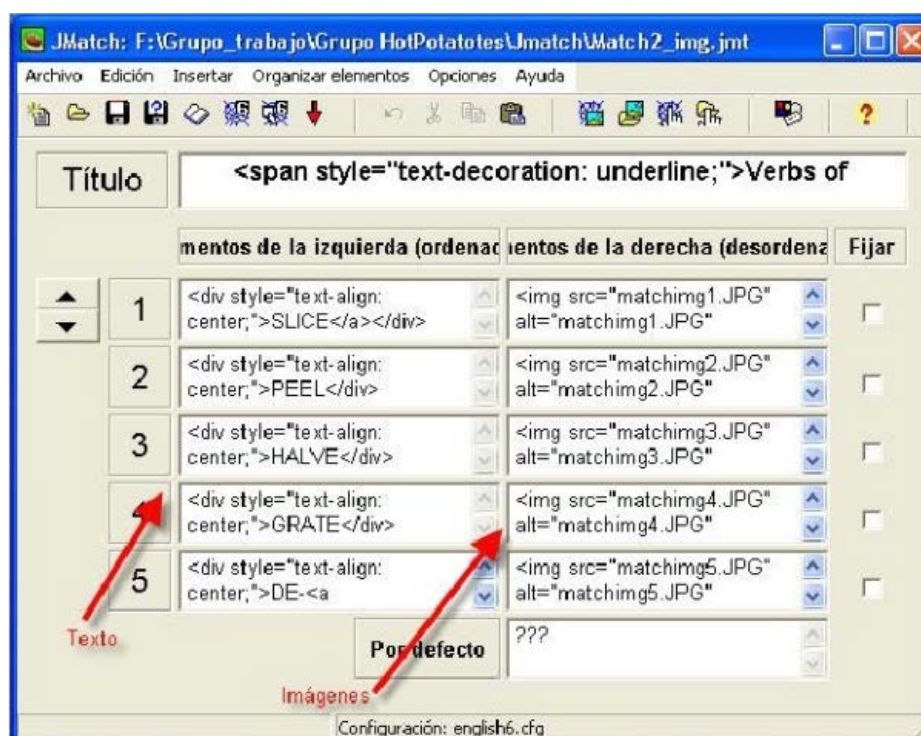 JMatch: F:\Grupo_trabajo\Grupo HotPotatotes\Jmatch\Match2_img.jmt
Archivo Edición Insertar Organizar elementos Opciones Ayuda
Título
<span style="text-decoration: underline;">Verbs of
mentos de la izquierda (ordenad
entos de la derecha (desordena
Fijar
1
<div style="text-align:
center;">SLICE</a></div>
<img src="matchimg1.JPG"
alt="matchimg1.JPG"
2
<div style="text-align:
center;">PEEL</div>
<img src="matchimg2.JPG"
alt="matchimg2.JPG"
3
<div style="text-align:
center;">HALVE</div>
<img src="matchimg3.JPG"
alt="matchimg3.JPG"
4
<div style="text-align:
center;">GRATE</div>
<img src="matchimg4.JPG"
alt="matchimg4.JPG"
5
<div style="text-align:
center;">DE-<a
<img src="matchimg5.JPG"
alt="matchimg5.JPG"
Texto
Por defecto
???
Imágenes
Configuración: english6.cfg